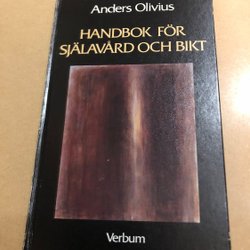 Anders Olivius
HANDBOK FÖR
SJÄLAVÅRD OCH BIKT
Verbum